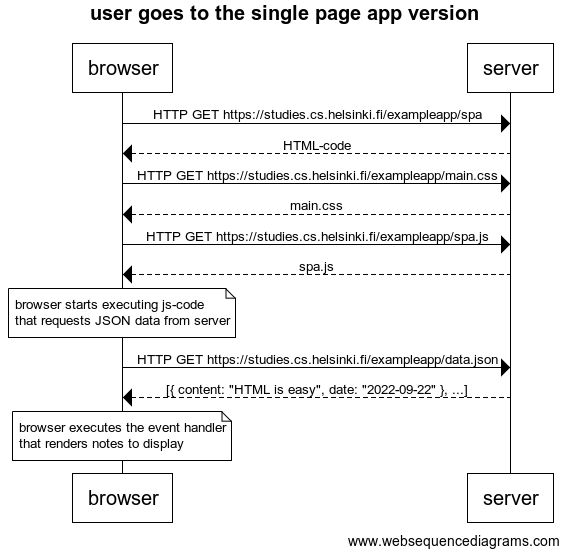 user goes to the single page app version
browser
server
HTTP GET https://studies.cs.helsinki.fi/exampleapp/spa
HTML-code
HTTP GET https://studies.cs.helsinki.fi/exampleapp/main.css
main.css
HTTP GET https://studies.cs.helsinki.fi/exampleapp/spa.js
spa.js
browser starts executing js-code
that requests JSON data from server
HTTP GET https://studies.cs.helsinki.fi/exampleapp/data.json
[{ content: "HTML is easy", date: "2022-09-22" }, ...]
browser executes the event handler
that renders notes to display
browser
server
www.websequencediagrams.com